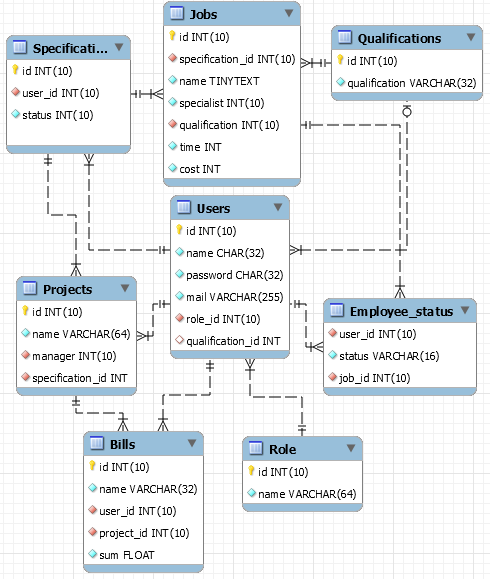 Jobs
id INT(10)
specification_id INT(10)
name TINYTEXT
specialist INT(10)
qualification INT(10)
time INT
cost INT
Specificati...
id INT(10)
user_id INT(10)
status INT(10)
Qualifications
id INT(10)
qualification VARCHAR(32)
Users
id INT(10)
name CHAR(32)
password CHAR(32)
mail VARCHAR(255)
role_id INT(10)
qualification_id INT
Projects
id INT(10)
name VARCHAR(64)
manager INT(10)
specification_id INT
Employee_status
user_id INT(10)
status VARCHAR(16)
job_id INT(10)
Bills
id INT(10)
name VARCHAR(32)
user_id INT(10)
project_id INT(10)
sum FLOAT
Role
id INT(10)
name VARCHAR(64)